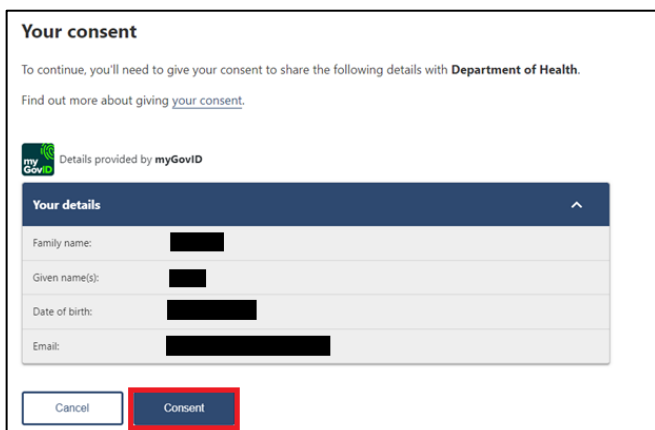 Your consent
To continue, you'll need to give your consent to share the following details with Department of Health.
Find out more about giving your consent.
my
GovID
Details provided by myGovID
Your details
Family name:
Given name(s):
Date of birth:
Email:
Cancel
Consent